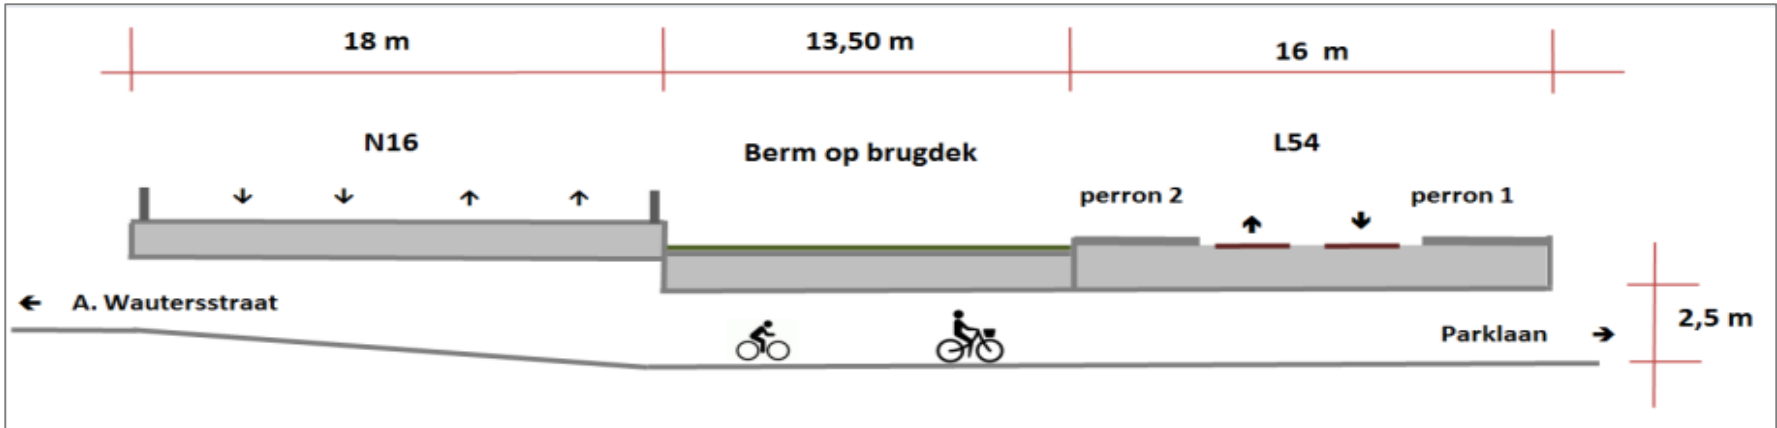 18 m
13,50 m
16 m
N16
Berm op brugdek
L54
perron 2
perron 1
A. Wautersstraat
Parklaan
2,5 m